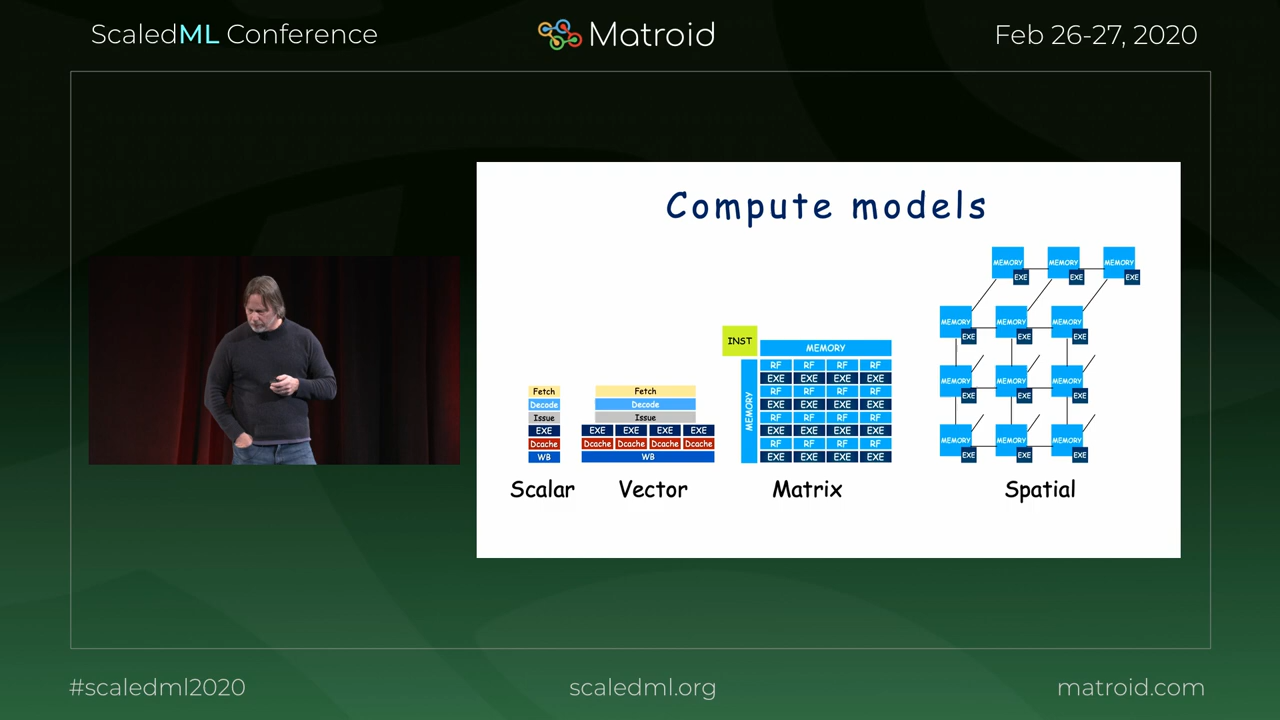 ScaledML Conference
Matroid
Feb 26-27, 2020
Compute models
MEMORY MEMORY MEMORY
EXE EXE EXE
MEMORY MEMORY MEMORY
EXE EXE EXE
MEMORY MEMORY MEMORY
EXE EXE EXE
MEMORY MEMORY MEMORY
EXE EXE EXE
INST
MEMORY
MEMORY
RF RF RF RF
EXE EXE EXE EXE
RF RF RF RF
EXE EXE EXE EXE
RF RF RF RF
EXE EXE EXE EXE
RF RF RF RF
EXE EXE EXE EXE
Fetch
Decode
Issue
EXE
Dcache
WB
Fetch
Decode
Issue
EXE EXE EXE EXE
Dcache Dcache Dcache Dcache
WB
Scalar
Vector
Matrix
Spatial
#scaledml2020
scaledml.org
matroid.com